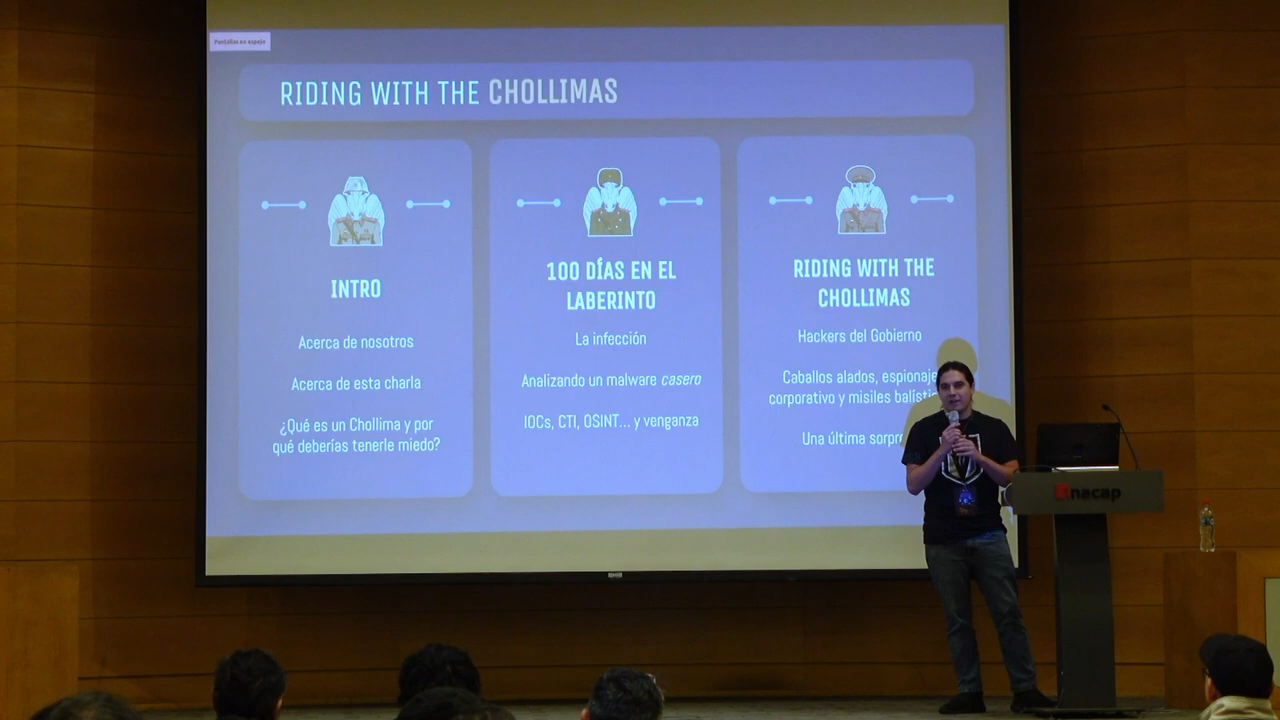 Pantallas en espejo
RIDING WITH THE CHOLLIMAS
INTRO
Acerca de nosotros
Acerca de esta charla
¿Qué es un Chollima y por
qué deberías tenerle miedo?
100 DÍAS EN EL
LABERINTO
La infección
Analizando un malware casero
IOCs, CTI, OSINT... y venganza
RIDING WITH THE
CHOLLIMAS
Hackers del Gobierno
Caballos alados, espionaje
corporativo y misiles balísti
Una última sorpre
inacap